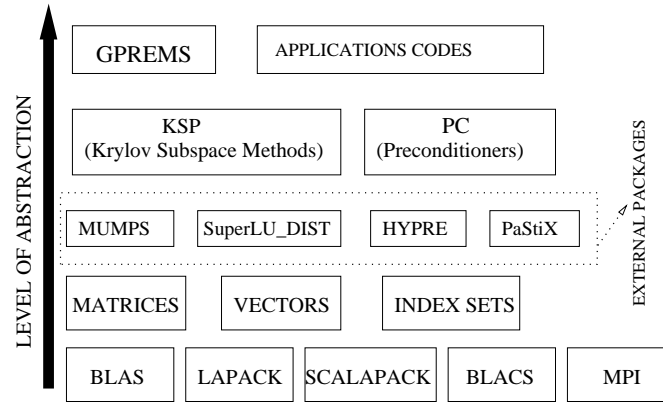 LEVEL OF ABSTRACTION
GPREMS
APPLICATIONS CODES
KSP
(Krylov Subspace Methods)
PC
(Preconditioners)
EXTERNAL PACKAGES
MUMPS
SuperLU_DIST
HYPRE
PaStiX
MATRICES
VECTORS
INDEX SETS
BLAS
LAPACK
SCALAPACK
BLACS
MPI